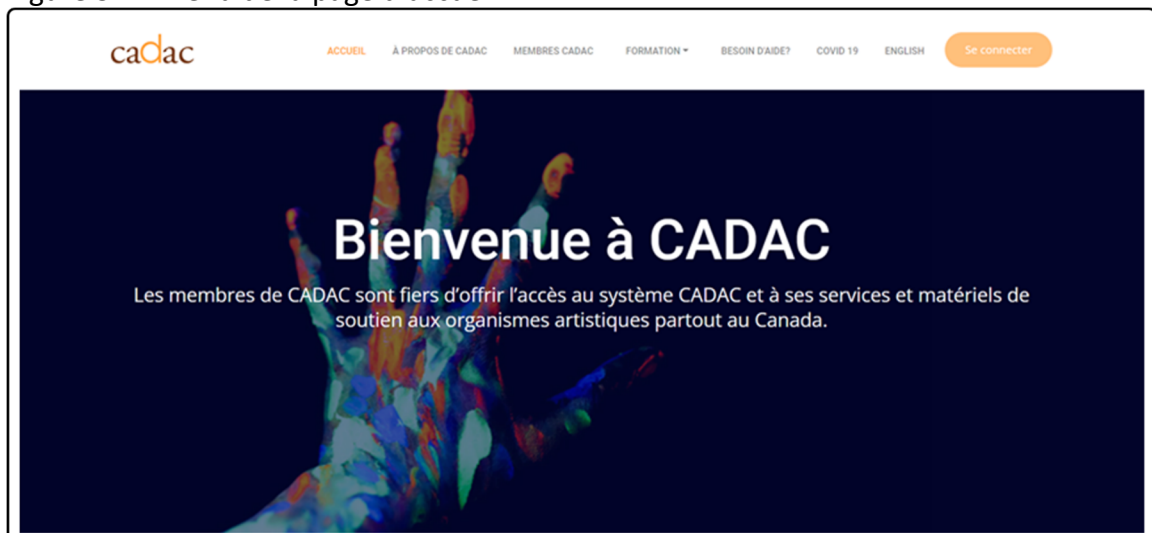 cadac
ACCUEIL À PROPOS DE CADAC MEMBRES CADAC FORMATION BESOIN D'AIDE? COVID 19 ENGLISH Se connecter
Bienvenue à CADAC
Les membres de CADAC sont fiers d'offrir l'accès au système CADAC et à ses services et matériels de
soutien aux organismes artistiques partout au Canada.